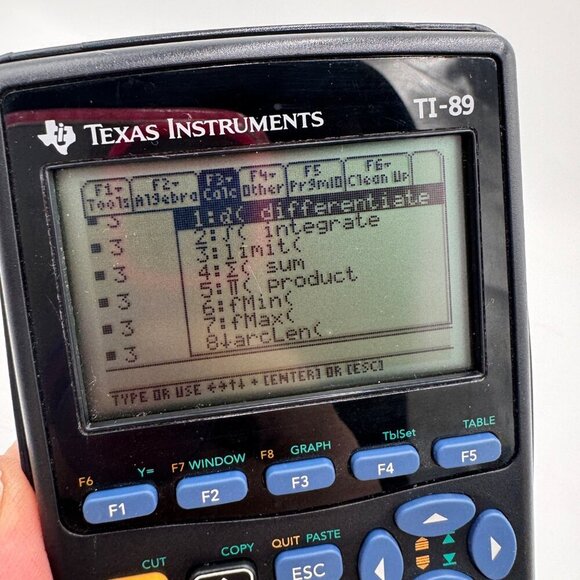 TEXAS INSTRUMENTS TI-89
F1 Tools F2 Algebra F3 Calc F4 Other F5 PrgmIO F6 Clean Up
3
1:d( differentiate
2:∫( integrate
3
3:limit(
3
4:Σ( sum
5:Π( product
3
6:fMin(
3
7:fMax(
3
8↓arcLen(
TYPE OR USE ←→↑↓ + [ENTER] OR [ESC]
F6 Y= F7 WINDOW F8 GRAPH TblSet TABLE
F1 F2 F3 F4 F5
CUT COPY QUIT PASTE
ESC